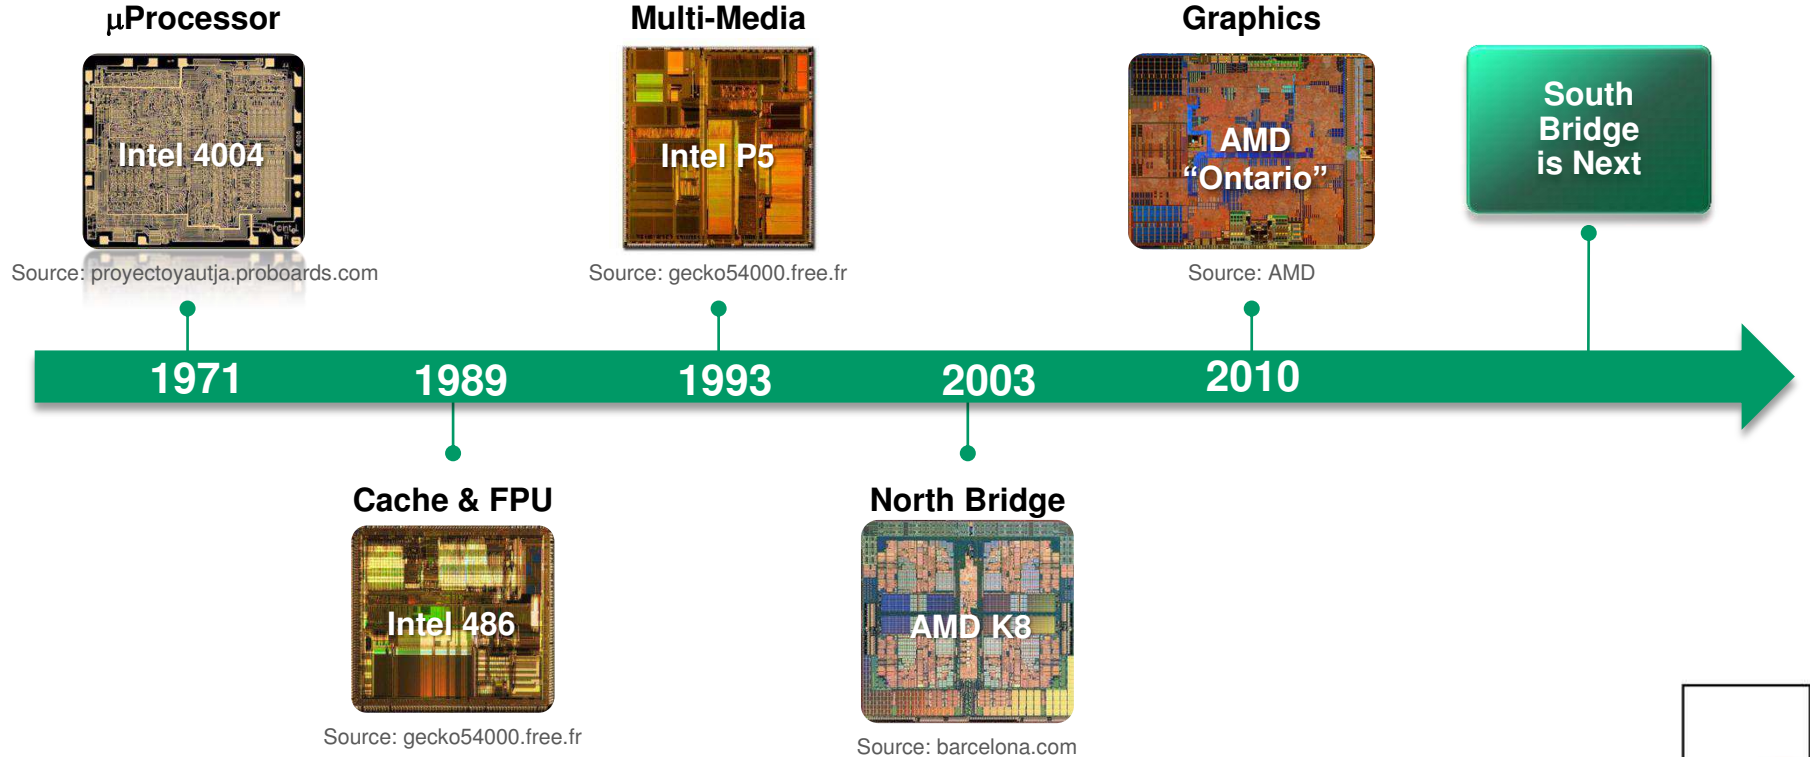 µProcessor
Intel 4004
Source: proyectoyautja.proboards.com
Multi-Media
Intel P5
Source: gecko54000.free.fr
Graphics
AMD
“Ontario”
Source: AMD
South
Bridge
is Next
1971
1989
1993
2003
2010
Cache & FPU
Intel 486
Source: gecko54000.free.fr
North Bridge
AMD K8
Source: barcelona.com